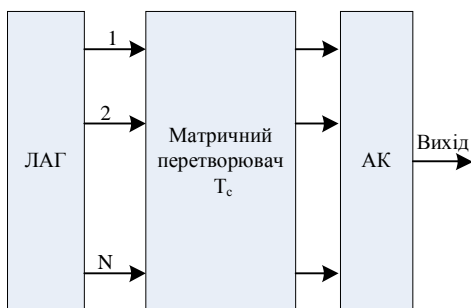 1
2
N
ЛАГ
Матричний
перетворювач
Tc
АК
Вихід